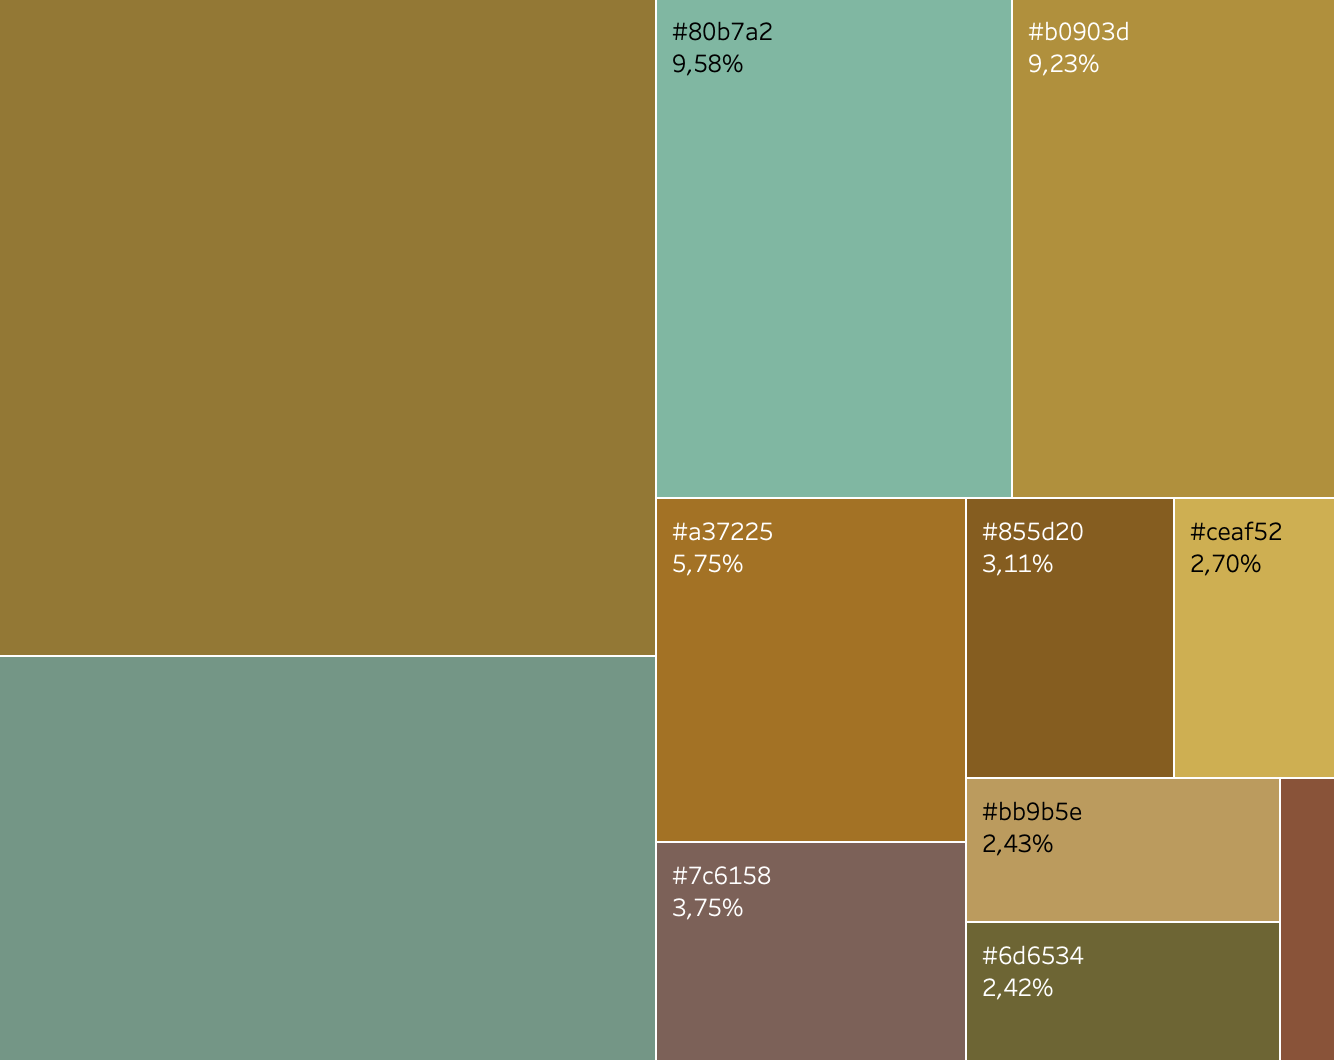 #80b7a2
9,58%
#b0903d
9,23%
#a37225
5,75%
#855d20
3,11%
#ceaf52
2,70%
#7c6158
3,75%
#bb9b5e
2,43%
#6d6534
2,42%